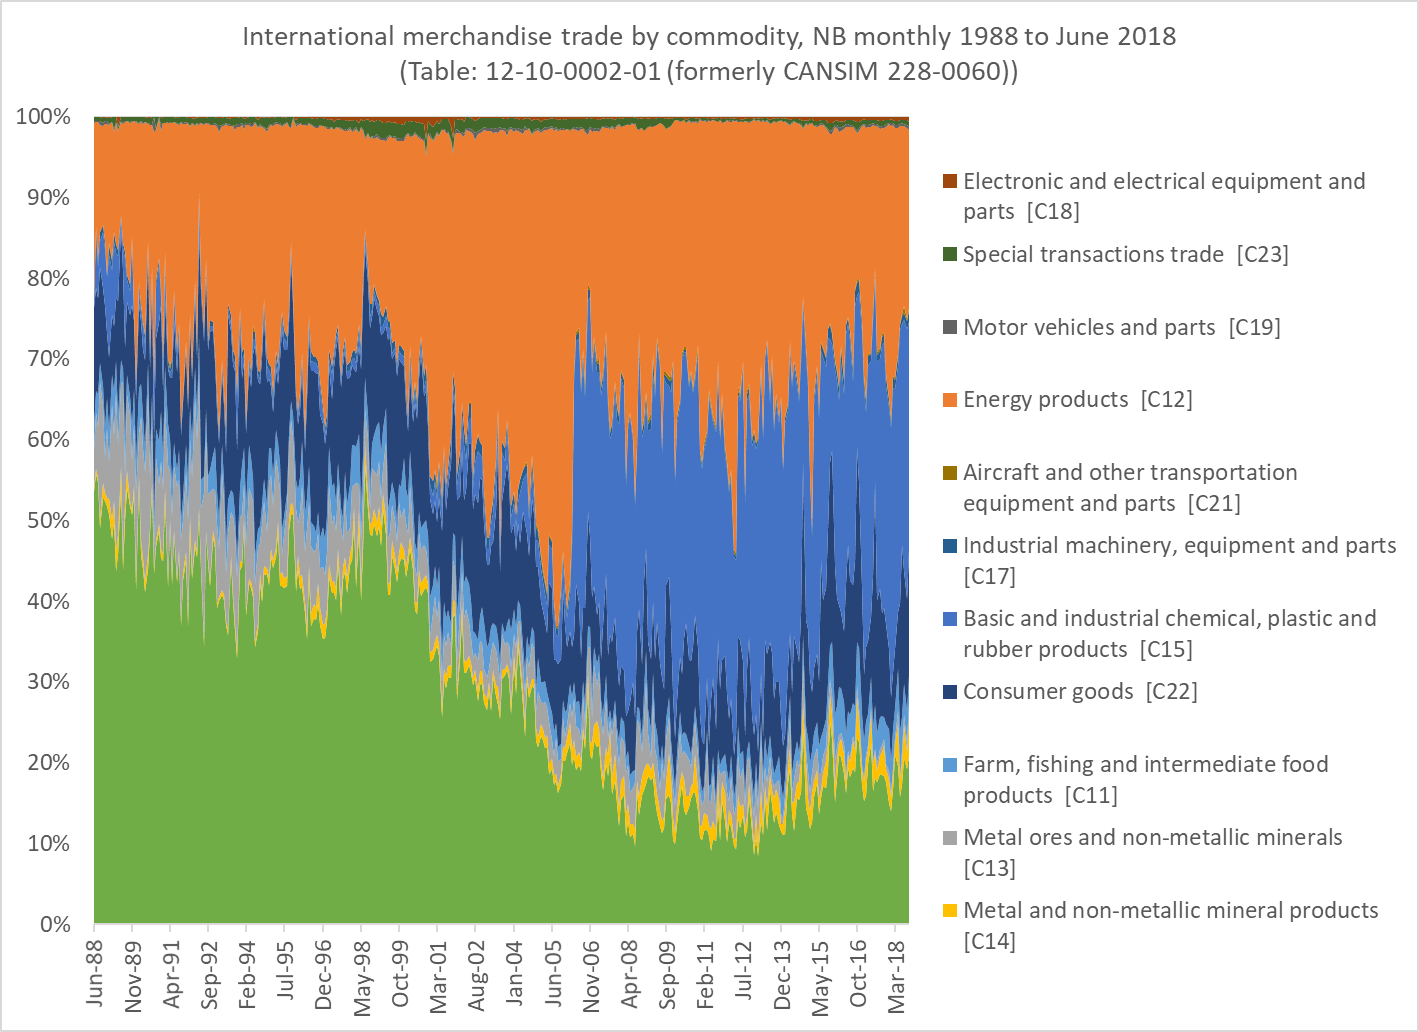 International merchandise trade by commodity, NB monthly 1988 to June 2018
(Table: 12-10-0002-01 (formerly CANSIM 228-0060))
100%
90%
80%
70%
60%
50%
40%
30%
20%
10%
0%
Jun-88
Nov-89
Apr-91
Sep-92
Feb-94
Jul-95
Dec-96
May-98
Oct-99
Mar-01
Aug-02
Jan-04
Jun-05
Nov-06
Apr-08
Sep-09
Feb-11
Jul-12
Dec-13
May-15
Oct-16
Mar-18
Electronic and electrical equipment and
parts [C18]
Special transactions trade [C23]
Motor vehicles and parts [C19]
Energy products [C12]
Aircraft and other transportation
equipment and parts [C21]
Industrial machinery, equipment and parts
[C17]
Basic and industrial chemical, plastic and
rubber products [C15]
Consumer goods [C22]
Farm, fishing and intermediate food
products [C11]
Metal ores and non-metallic minerals
[C13]
Metal and non-metallic mineral products
[C14]